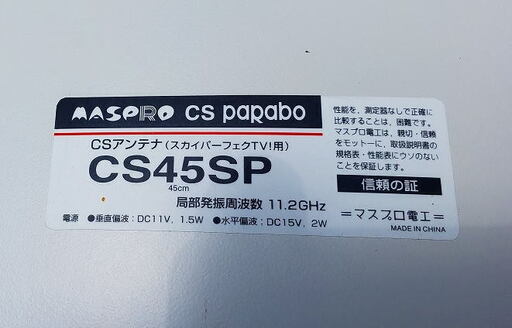 MASPRO CS parabo
CSアンテナ(スカイパーフェクTV!用)
CS45SP
45cm
局部発振周波数 11.2GHz
電源 ●垂直偏波:DC11V, 1.5W ●水平偏波:DC15V, 2W
性能を、測定器なしで正確に
比較することは、困難です。
マスプロ電工は、親切・信頼
をモットーに、取扱説明書の
規格表・性能表にウソのない
ことを保証します。
信頼の証
=マスプロ電工=
MADE IN CHINA